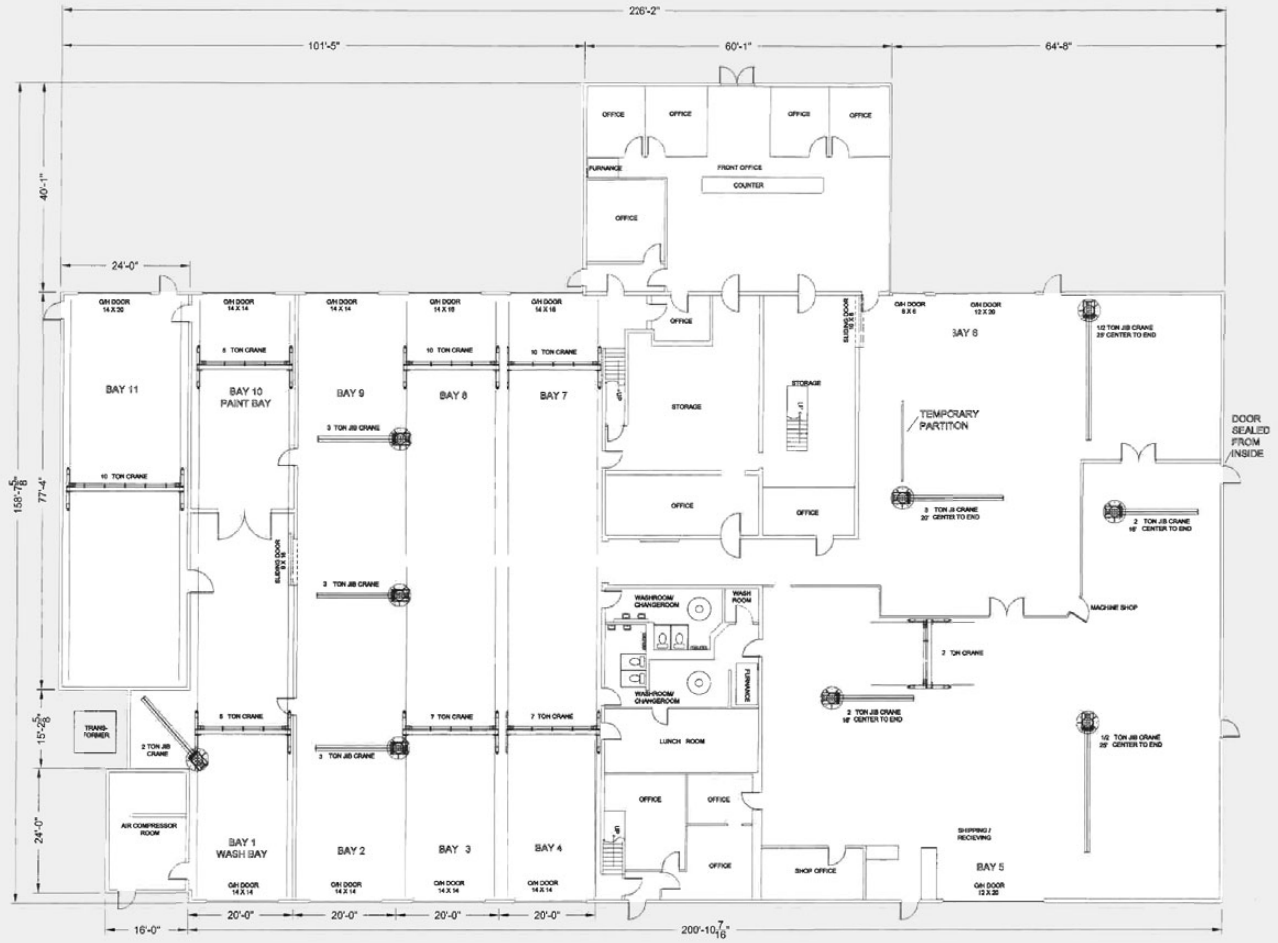 226'-2"
101'-5"
60'-1"
64'-8"
OFFICE
OFFICE
OFFICE
OFFICE
FURNANCE
FRONT OFFICE
COUNTER
40'-1"
OFFICE
24'-0"
O/H DOOR
14 X 20
O/H DOOR
14 X 14
O/H DOOR
14 X 14
O/H DOOR
14 X 16
O/H DOOR
14 X 16
OFFICE
SLIDING DOOR
10 X 8
O/H DOOR
8 X 8
O/H DOOR
12 X 20
BAY 6
1/2 TON JIB CRANE
25' CENTER TO END
5 TON CRANE
10 TON CRANE
10 TON CRANE
BAY 11
BAY 10
PAINT BAY
BAY 9
BAY 8
BAY 7
UP
STORAGE
STORAGE
UP
TEMPORARY
PARTITION
DOOR
SEALED
FROM
INSIDE
3 TON JIB CRANE
10 TON CRANE
158'-7 5/8"
77'-4"
OFFICE
OFFICE
3 TON JIB CRANE
20' CENTER TO END
2 TON JIB CRANE
16' CENTER TO END
SLIDING DOOR
9 X 16
3 TON JIB CRANE
WASHROOM/
CHANGEROOM
WASH
ROOM
MACHINE SHOP
2 TON CRANE
FURNANCE
WASHROOM/
CHANGEROOM
2 TON JIB CRANE
16' CENTER TO END
15'-2 5/8"
TRANS-
FORMER
5 TON CRANE
7 TON CRANE
7 TON CRANE
LUNCH ROOM
1/2 TON JIB CRANE
25' CENTER TO END
2 TON JIB
CRANE
3 TON JIB CRANE
OFFICE
OFFICE
24'-0"
AIR COMPRESSOR
ROOM
UP
SHIPPING /
RECIEVING
BAY 1
WASH BAY
BAY 2
BAY 3
BAY 4
OFFICE
SHOP OFFICE
BAY 5
O/H DOOR
14 X 14
O/H DOOR
14 X 14
O/H DOOR
14 X 14
O/H DOOR
14 X 14
O/H DOOR
12 X 20
20'-0"
20'-0"
20'-0"
20'-0"
16'-0"
200'-10 7/16"